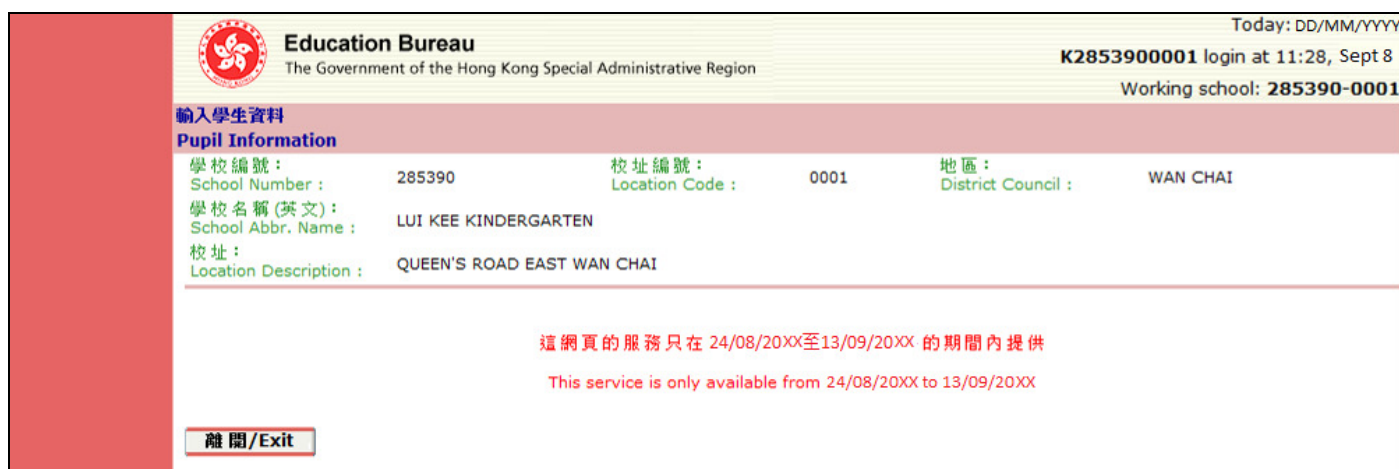 Today: DD/MM/YYYY
Education Bureau
The Government of the Hong Kong Special Administrative Region
K2853900001 login at 11:28, Sept 8
Working school: 285390-0001
輸入學生資料
Pupil Information
學校編號：
School Number : 285390
校址編號：
Location Code : 0001
地區：
District Council : WAN CHAI
學校名稱(英文)：
School Abbr. Name : LUI KEE KINDERGARTEN
校址：
Location Description : QUEEN'S ROAD EAST WAN CHAI
這網頁的服務只在 24/08/20XX至13/09/20XX 的期間內提供
This service is only available from 24/08/20XX to 13/09/20XX
離開/Exit